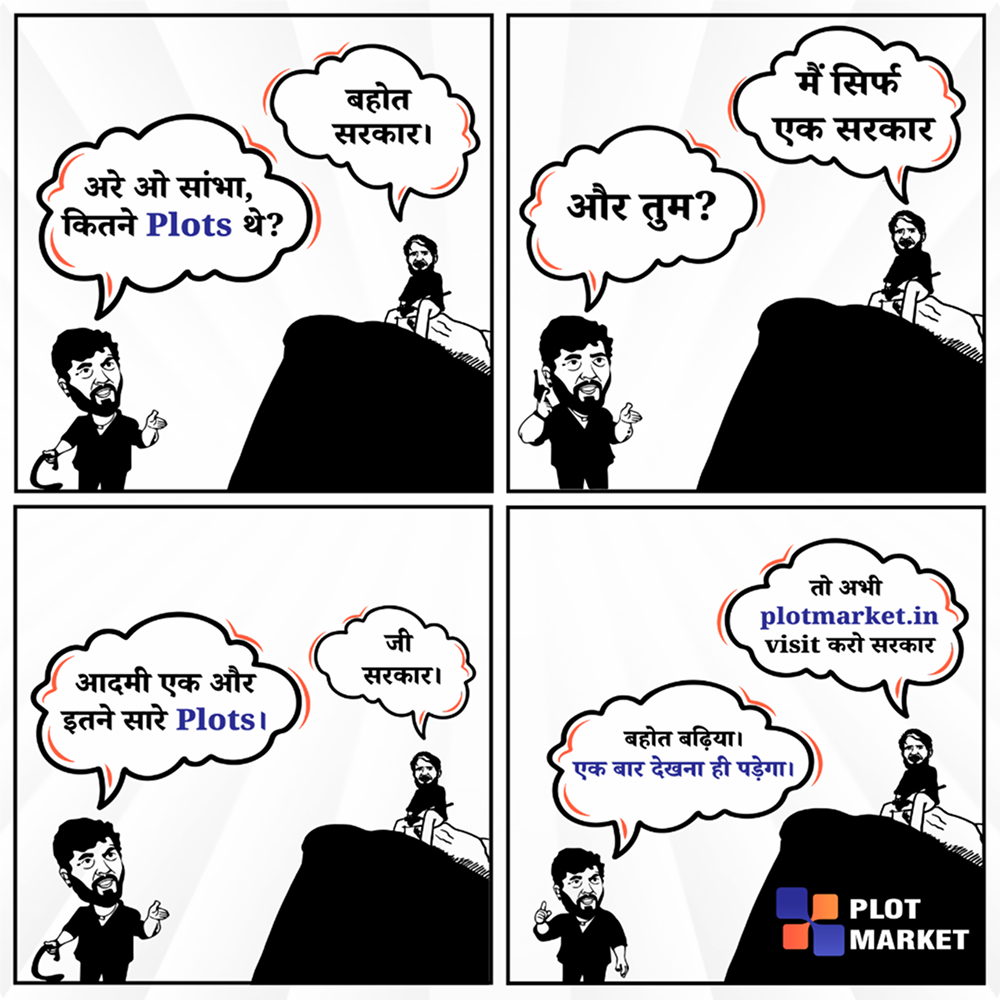 अरे ओ सांभा,
कितने Plots थे?
बहोत
सरकार।
और तुम?
मैं सिर्फ
एक सरकार
आदमी एक और
इतने सारे Plots।
जी
सरकार।
तो अभी
plotmarket.in
visit करो सरकार
बहोत बढ़िया।
एक बार देखना ही पड़ेगा।
PLOT
MARKET